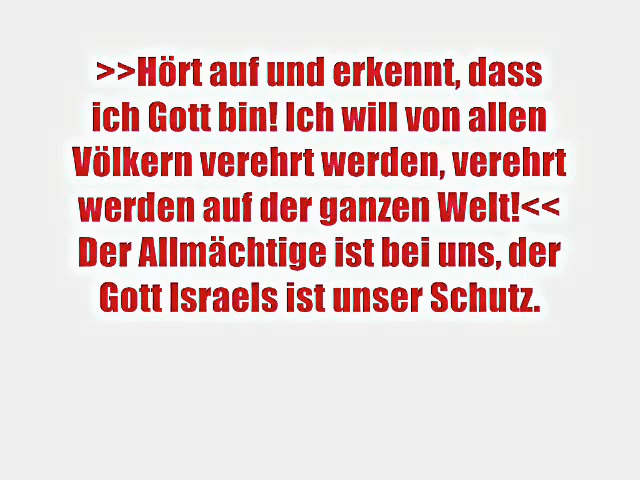 >>Hört auf und erkennt, dass
ich Gott bin! Ich will von allen
Völkern verehrt werden, verehrt
werden auf der ganzen Welt!<<
Der Allmächtige ist bei uns, der
Gott Israels ist unser Schutz.